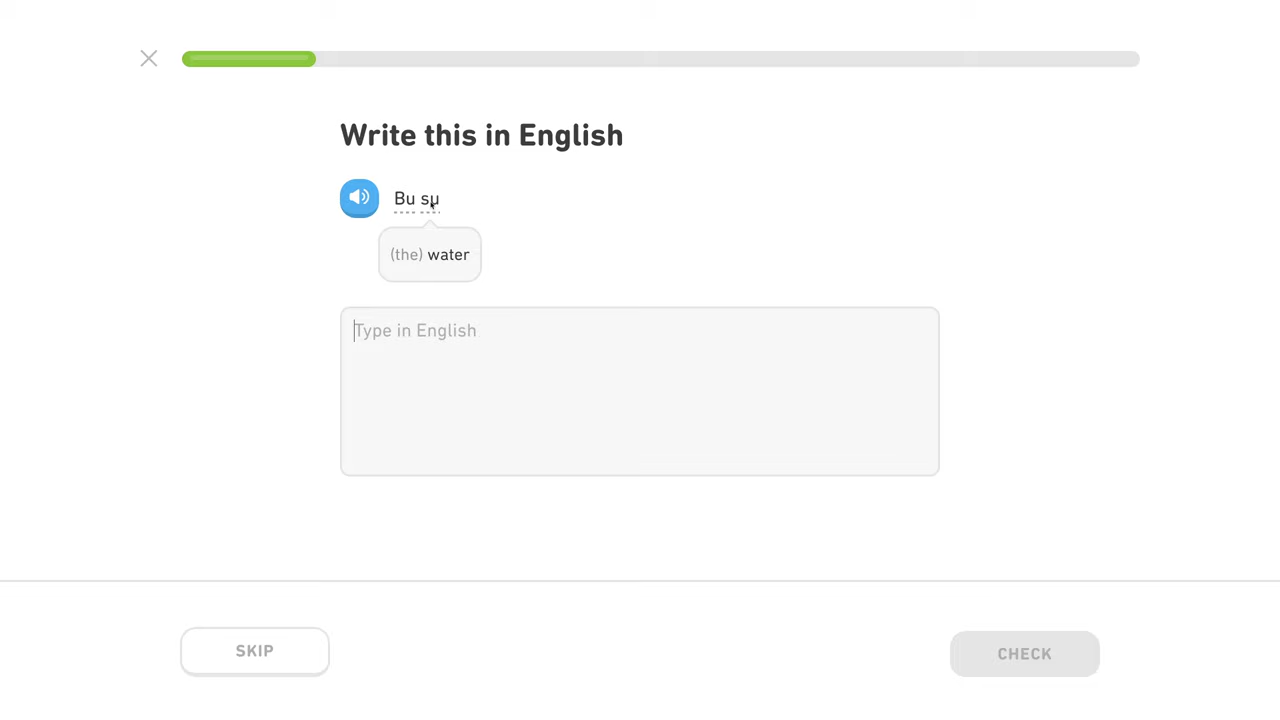 Write this in English
Bu su
(the) water
Type in English
SKIP
CHECK